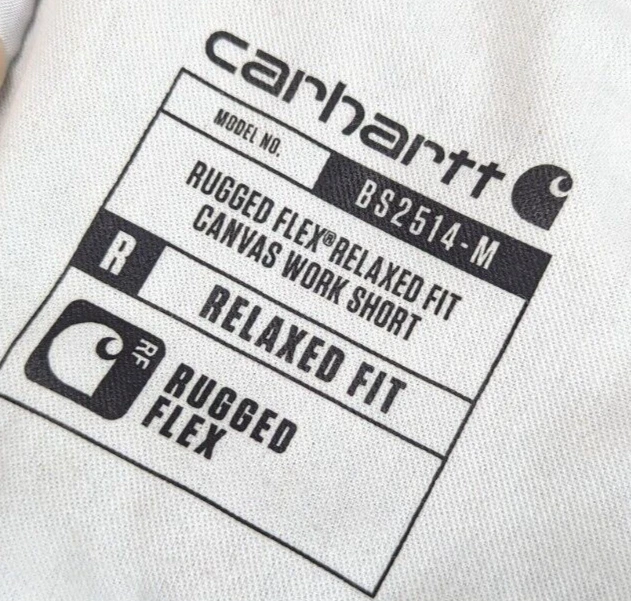 carhartt
MODEL NO. BS2514-M
RUGGED FLEX® RELAXED FIT
CANVAS WORK SHORT
R RELAXED FIT
RF
RUGGED
FLEX